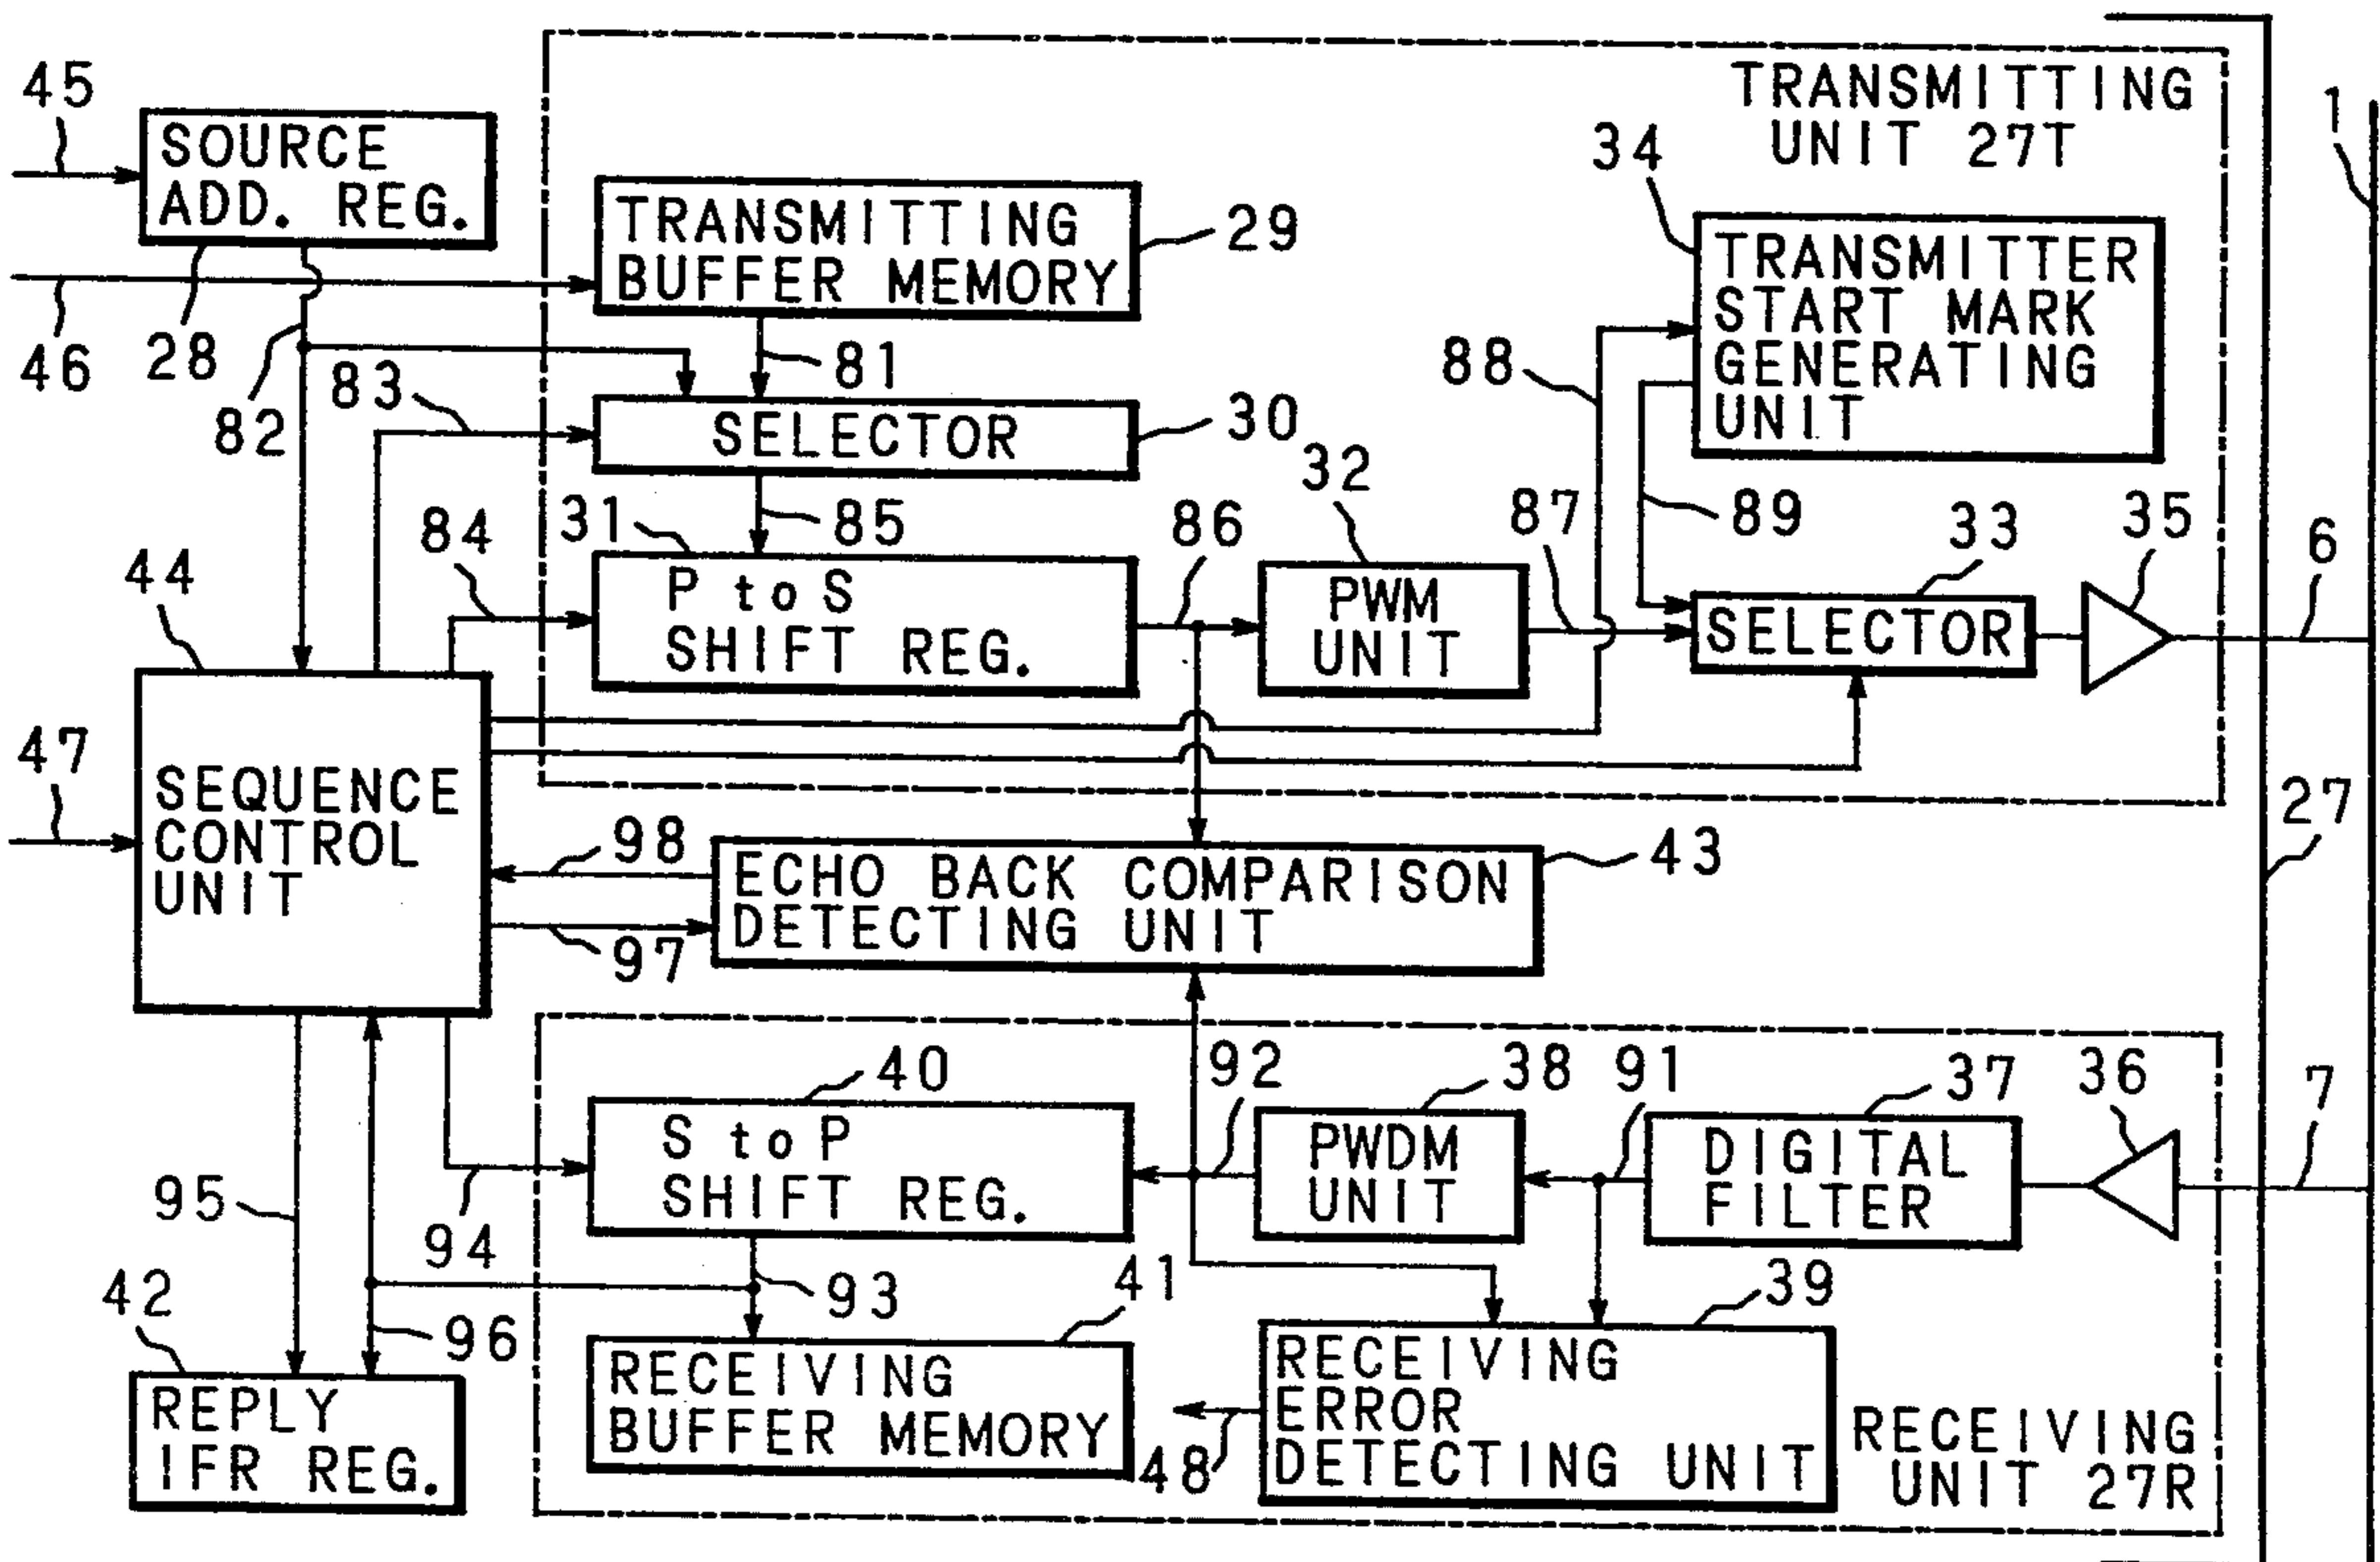 TRANSMITTING
UNIT 27T
45
SOURCE
ADD. REG.
34
1
TRANSMITTING
BUFFER MEMORY
29
TRANSMITTER
START MARK
GENERATING
UNIT
46
28
82
83
81
88
SELECTOR
30
32
31
85
86
87
89
33
35
6
84
44
P to S
SHIFT REG.
PWM
UNIT
SELECTOR
47
SEQUENCE
CONTROL
UNIT
27
98
97
ECHO BACK COMPARISON
DETECTING UNIT
43
40
92
38
91
37
36
7
S to P
SHIFT REG.
PWDM
UNIT
DIGITAL
FILTER
95
94
42
96
93
41
39
REPLY
IFR REG.
RECEIVING
BUFFER MEMORY
48
RECEIVING
ERROR
DETECTING UNIT
RECEIVING
UNIT 27R